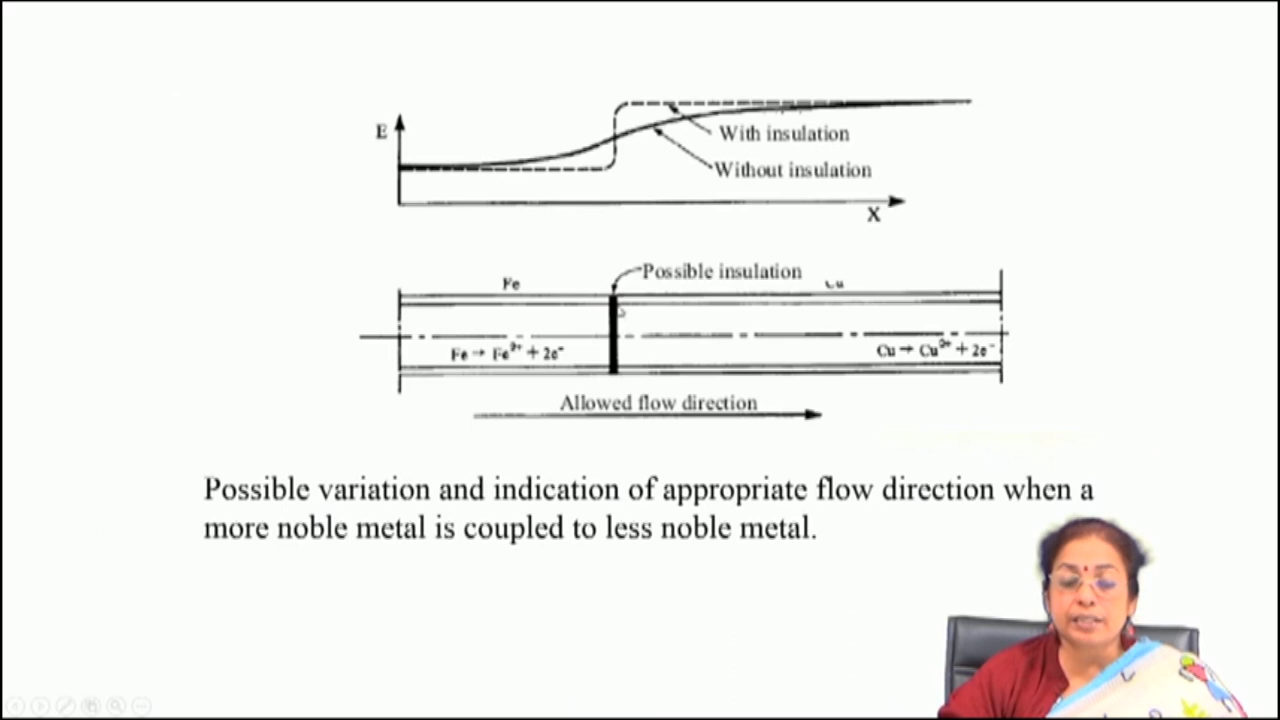 E
With insulation
Without insulation
X
Possible insulation
Fe
Cu
Fe → Fe²⁺ + 2e⁻
Cu → Cu²⁺ + 2e⁻
Allowed flow direction
Possible variation and indication of appropriate flow direction when a
more noble metal is coupled to less noble metal.